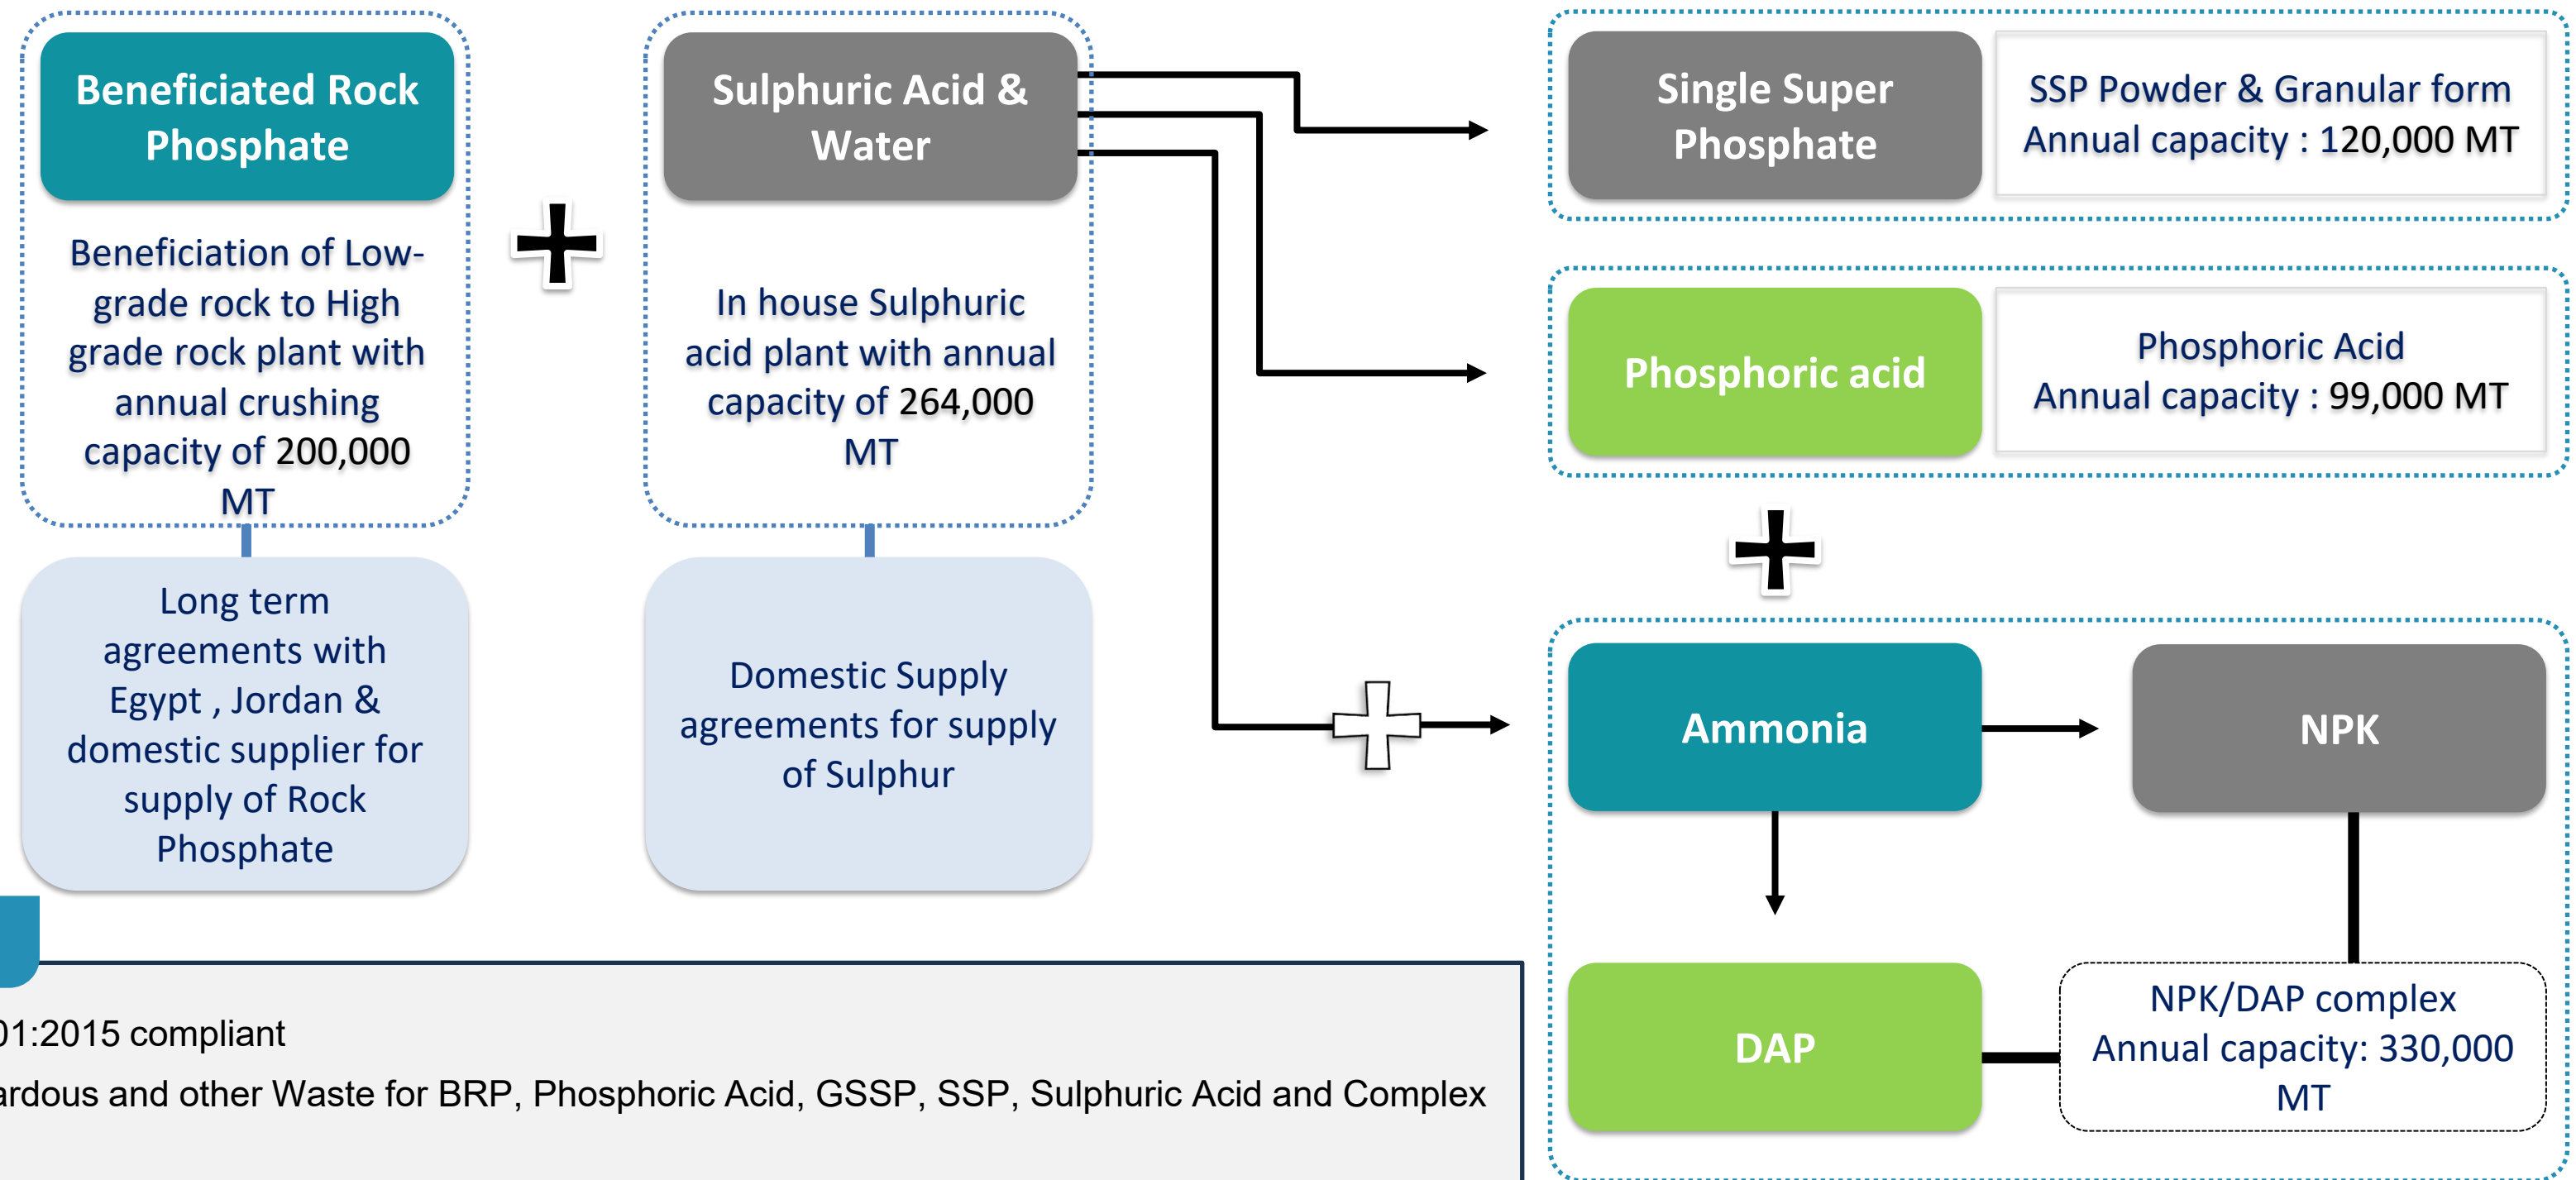 Beneficiated Rock
Phosphate
Beneficiation of Low-
grade rock to High
grade rock plant with
annual crushing
capacity of 200,000
MT
Long term
agreements with
Egypt , Jordan &
domestic supplier for
supply of Rock
Phosphate
Sulphuric Acid &
Water
In house Sulphuric
acid plant with annual
capacity of 264,000
MT
Domestic Supply
agreements for supply
of Sulphur
Single Super
Phosphate
SSP Powder & Granular form
Annual capacity : 120,000 MT
Phosphoric acid
Phosphoric Acid
Annual capacity : 99,000 MT
Ammonia
NPK
DAP
NPK/DAP complex
Annual capacity: 330,000
MT
01:2015 compliant
ardous and other Waste for BRP, Phosphoric Acid, GSSP, SSP, Sulphuric Acid and Complex